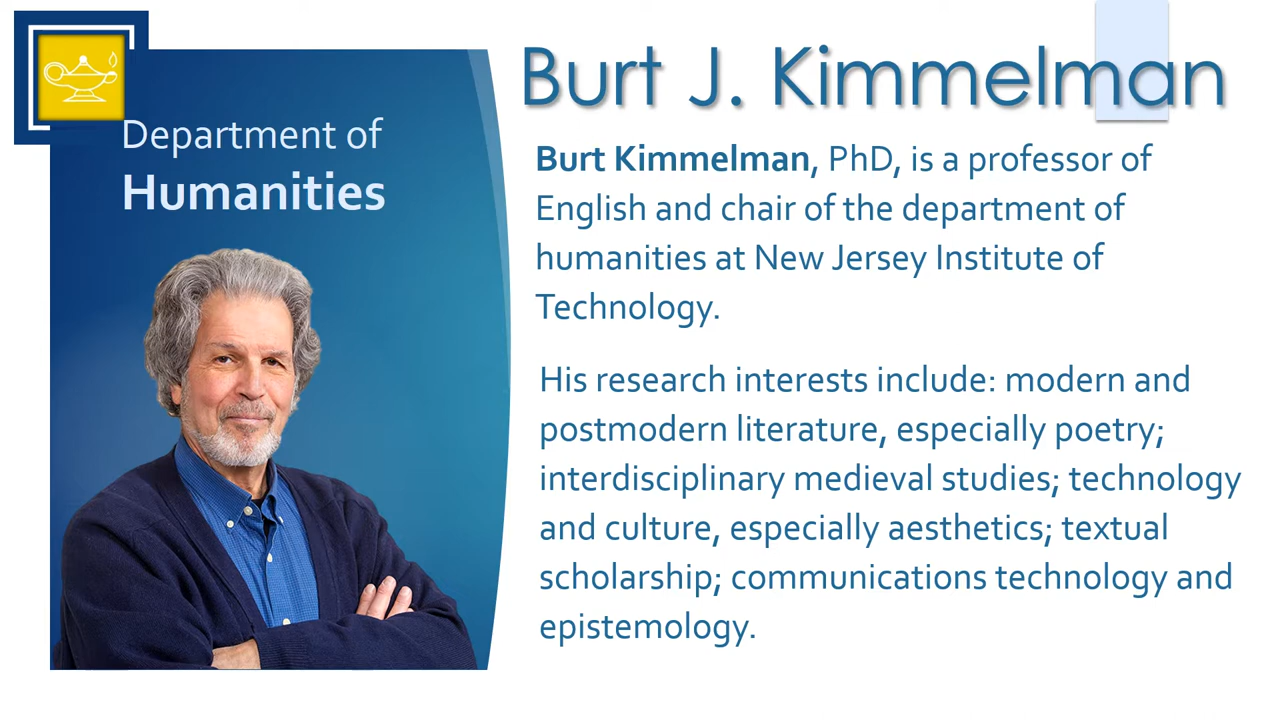 Department of
Humanities
Burt J. Kimmelman
Burt Kimmelman, PhD, is a professor of
English and chair of the department of
humanities at New Jersey Institute of
Technology.
His research interests include: modern and
postmodern literature, especially poetry;
interdisciplinary medieval studies; technology
and culture, especially aesthetics; textual
scholarship; communications technology and
epistemology.